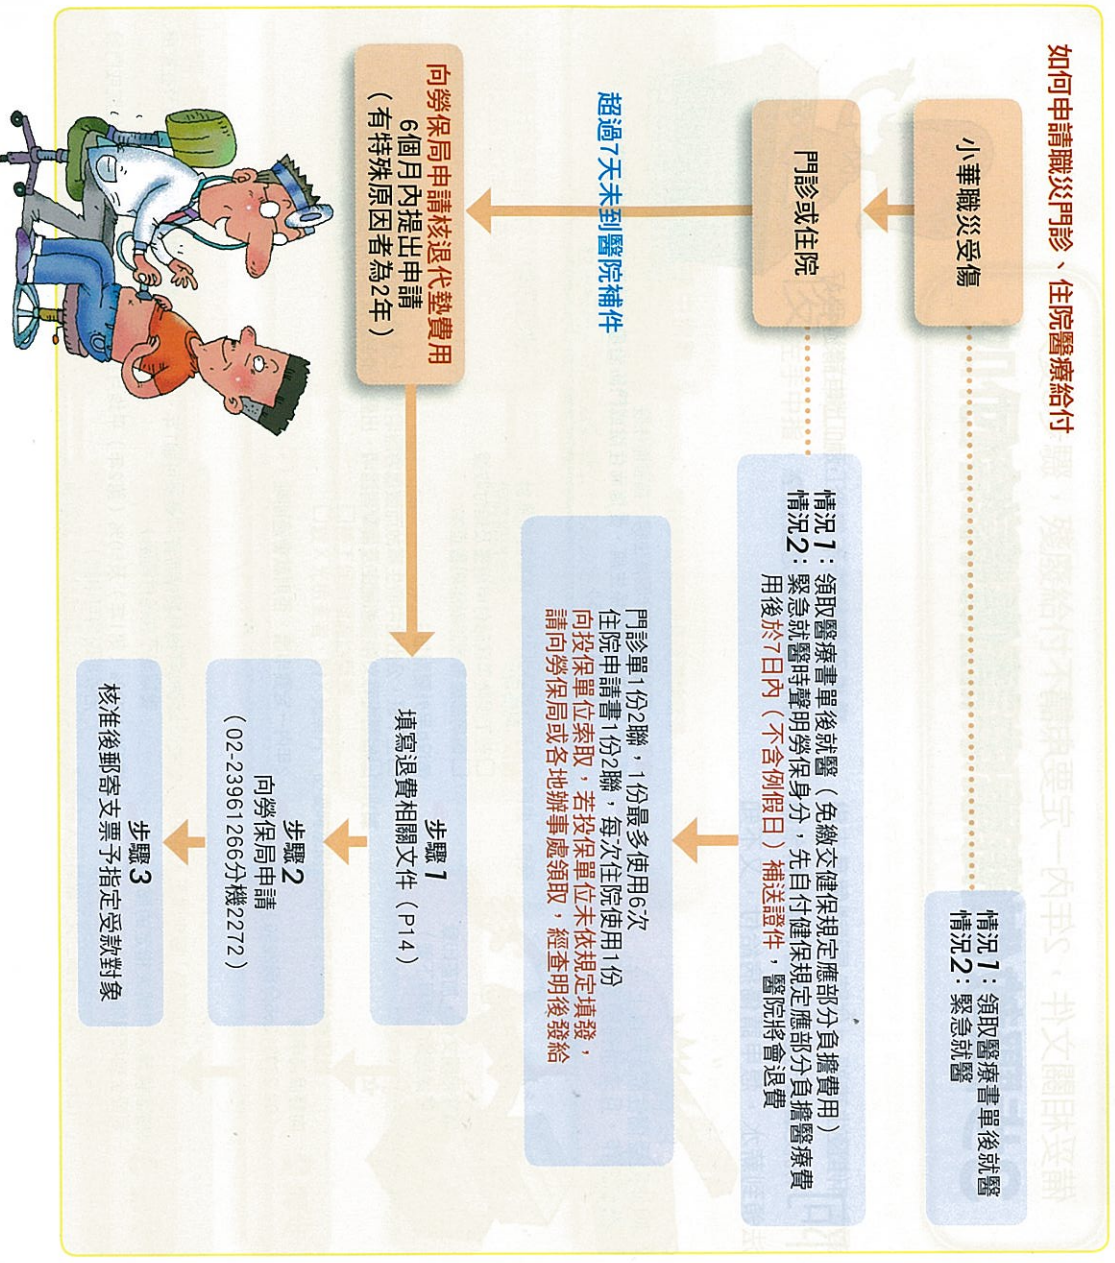 如何申請職災門診、住院醫療給付
小華職災受傷
情況1：領取醫療書單後就醫
情況2：緊急就醫
門診或住院
情況1：領取醫療書單後就醫（免繳交健保規定應部分負擔費用）
情況2：緊急就醫時聲明勞保身分，先自付健保規定應部分負擔醫療費
用後於7日內（不含例假日）補送證件，醫院將會退費
門診單1份2聯，1份最多使用6次
住院申請書1份2聯，每次住院使用1份
向投保單位索取，若投保單位未依規定填發，
請向勞保局或各地辦事處領取，經查明後發給
超過7天未到醫院補件
向勞保局申請核退代墊費用
6個月內提出申請
（有特殊原因者為2年）
步驟1
填寫退費相關文件（P14）
步驟2
向勞保局申請
（02-23961266分機2272）
步驟3
核准後郵寄支票予指定受款對象